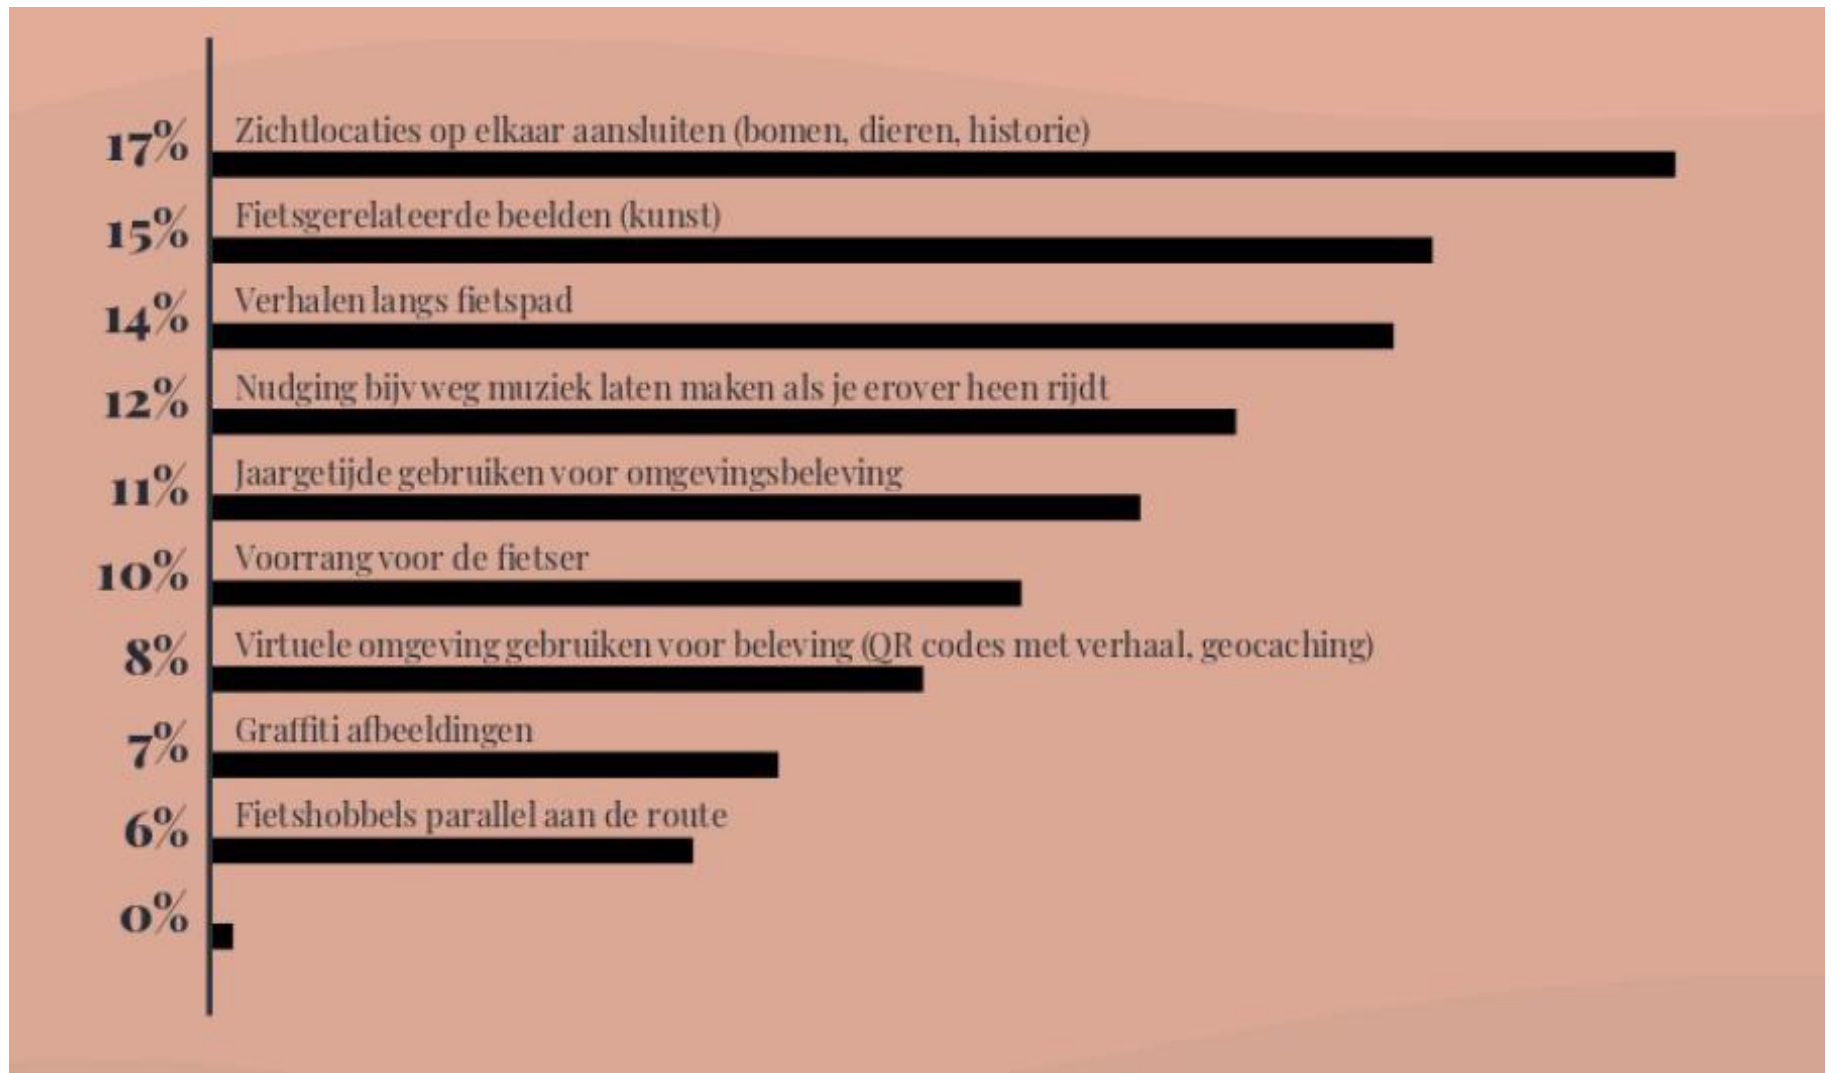 17% Zichtlocaties op elkaar aansluiten (bomen, dieren, historie)
15% Fietsgerelateerde beelden (kunst)
14% Verhalen langs fietspad
12% Nudging bijv weg muziek laten maken als je erover heen rijdt
11% Jaargetijde gebruiken voor omgevingsbeleving
10% Voorrang voor de fietser
8% Virtuele omgeving gebruiken voor beleving (QR codes met verhaal, geocaching)
7% Graffiti afbeeldingen
6% Fietshobbels parallel aan de route
0%